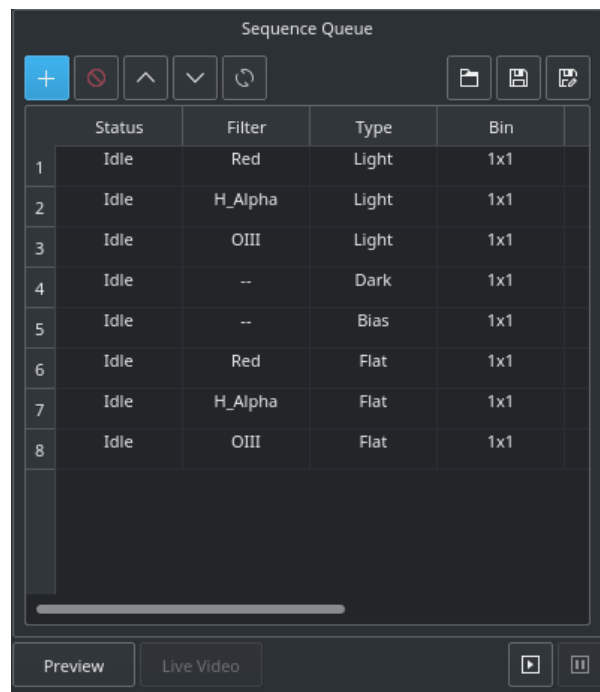 Sequence Queue
Status Filter Type Bin
1 Idle Red Light 1x1
2 Idle H_Alpha Light 1x1
3 Idle OIII Light 1x1
4 Idle -- Dark 1x1
5 Idle -- Bias 1x1
6 Idle Red Flat 1x1
7 Idle H_Alpha Flat 1x1
8 Idle OIII Flat 1x1
Preview Live Video